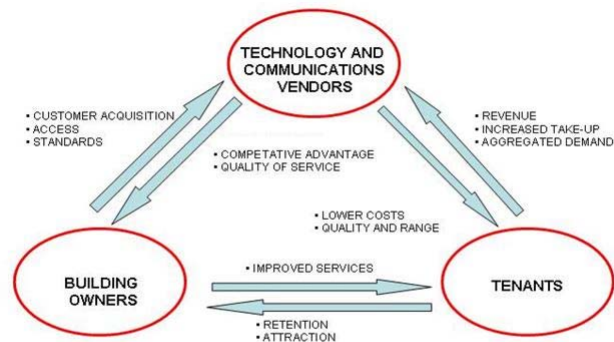 TECHNOLOGY AND
COMMUNICATIONS
VENDORS
• CUSTOMER ACQUISITION
• ACCESS
• STANDARDS
• REVENUE
• INCREASED TAKE-UP
• AGGREGATED DEMAND
• COMPETATIVE ADVANTAGE
• QUALITY OF SERVICE
• LOWER COSTS
• QUALITY AND RANGE
BUILDING
OWNERS
• IMPROVED SERVICES
TENANTS
• RETENTION
• ATTRACTION